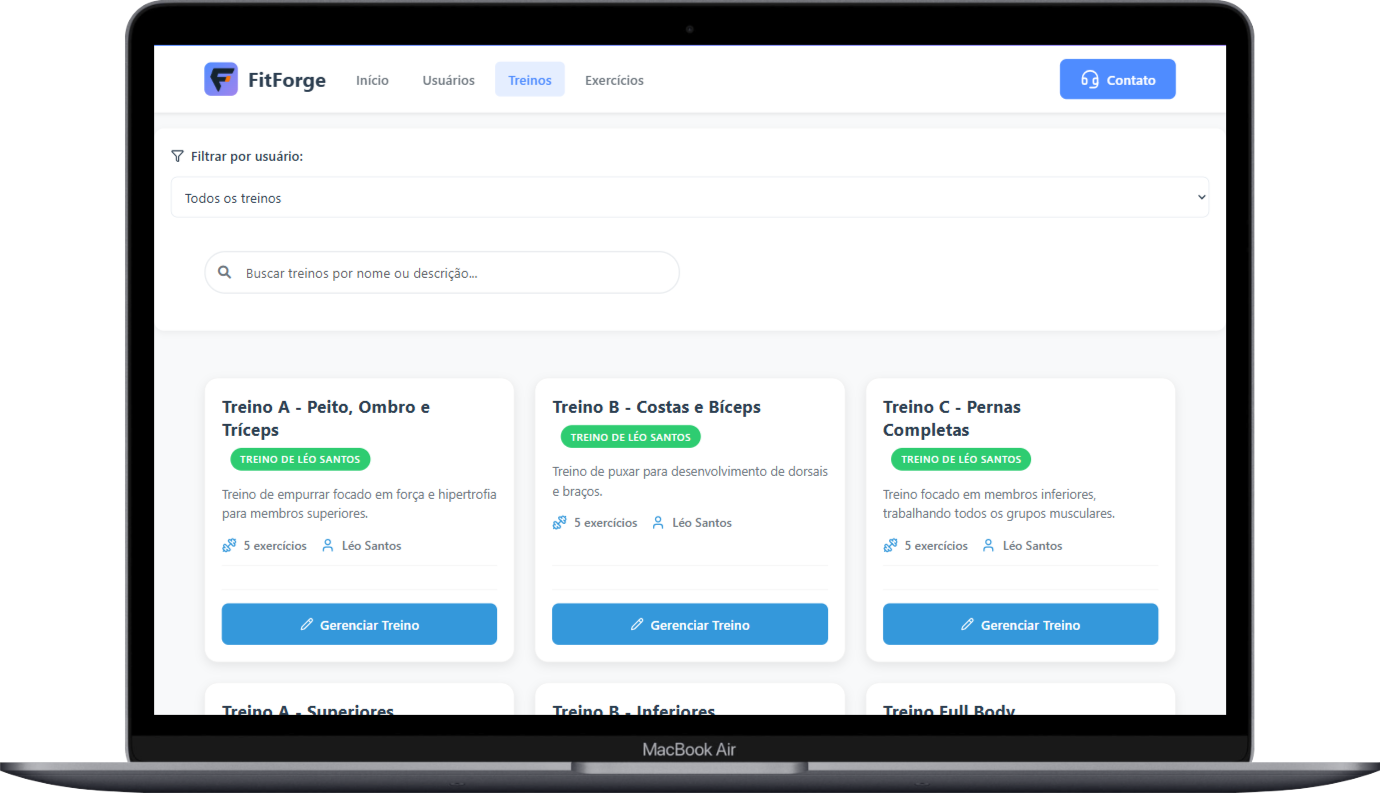 FitForge
Início
Usuários
Treinos
Exercícios
Contato
Filtrar por usuário:
Todos os treinos
Buscar treinos por nome ou descrição...
Treino A - Peito, Ombro e
Tríceps
TREINO DE LÉO SANTOS
Treino de empurrar focado em força e hipertrofia
para membros superiores.
5 exercícios
Léo Santos
Gerenciar Treino
Treino B - Costas e Bíceps
TREINO DE LÉO SANTOS
Treino de puxar para desenvolvimento de dorsais
e braços.
5 exercícios
Léo Santos
Gerenciar Treino
Treino C - Pernas
Completas
TREINO DE LÉO SANTOS
Treino focado em membros inferiores,
trabalhando todos os grupos musculares.
5 exercícios
Léo Santos
Gerenciar Treino
Treino A - Superiores
Treino B - Inferiores
Treino Full Body
MacBook Air